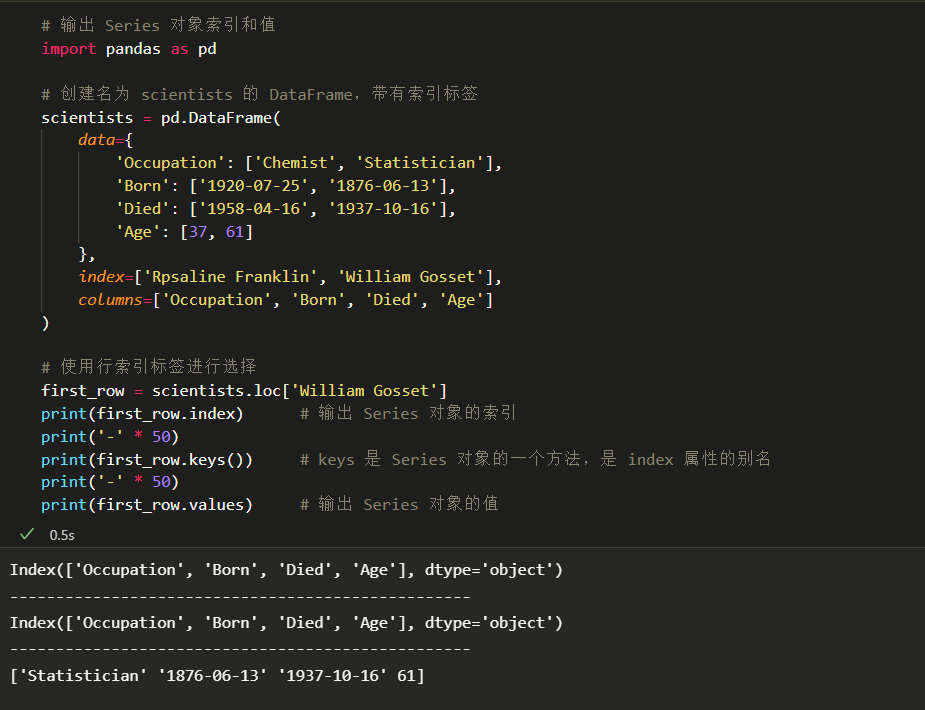 # 输出 Series 对象索引和值
import pandas as pd
# 创建名为 scientists 的 DataFrame，带有索引标签
scientists = pd.DataFrame(
data={
'Occupation': ['Chemist', 'Statistician'],
'Born': ['1920-07-25', '1876-06-13'],
'Died': ['1958-04-16', '1937-10-16'],
'Age': [37, 61]
},
index=['Rpsaline Franklin', 'William Gosset'],
columns=['Occupation', 'Born', 'Died', 'Age']
)
# 使用行索引标签进行选择
first_row = scientists.loc['William Gosset']
print(first_row.index)      # 输出 Series 对象的索引
print('-' * 50)
print(first_row.keys())     # keys 是 Series 对象的一个方法，是 index 属性的别名
print('-' * 50)
print(first_row.values)     # 输出 Series 对象的值
0.5s
Index(['Occupation', 'Born', 'Died', 'Age'], dtype='object')
--------------------------------------------------
Index(['Occupation', 'Born', 'Died', 'Age'], dtype='object')
--------------------------------------------------
['Statistician' '1876-06-13' '1937-10-16' 61]